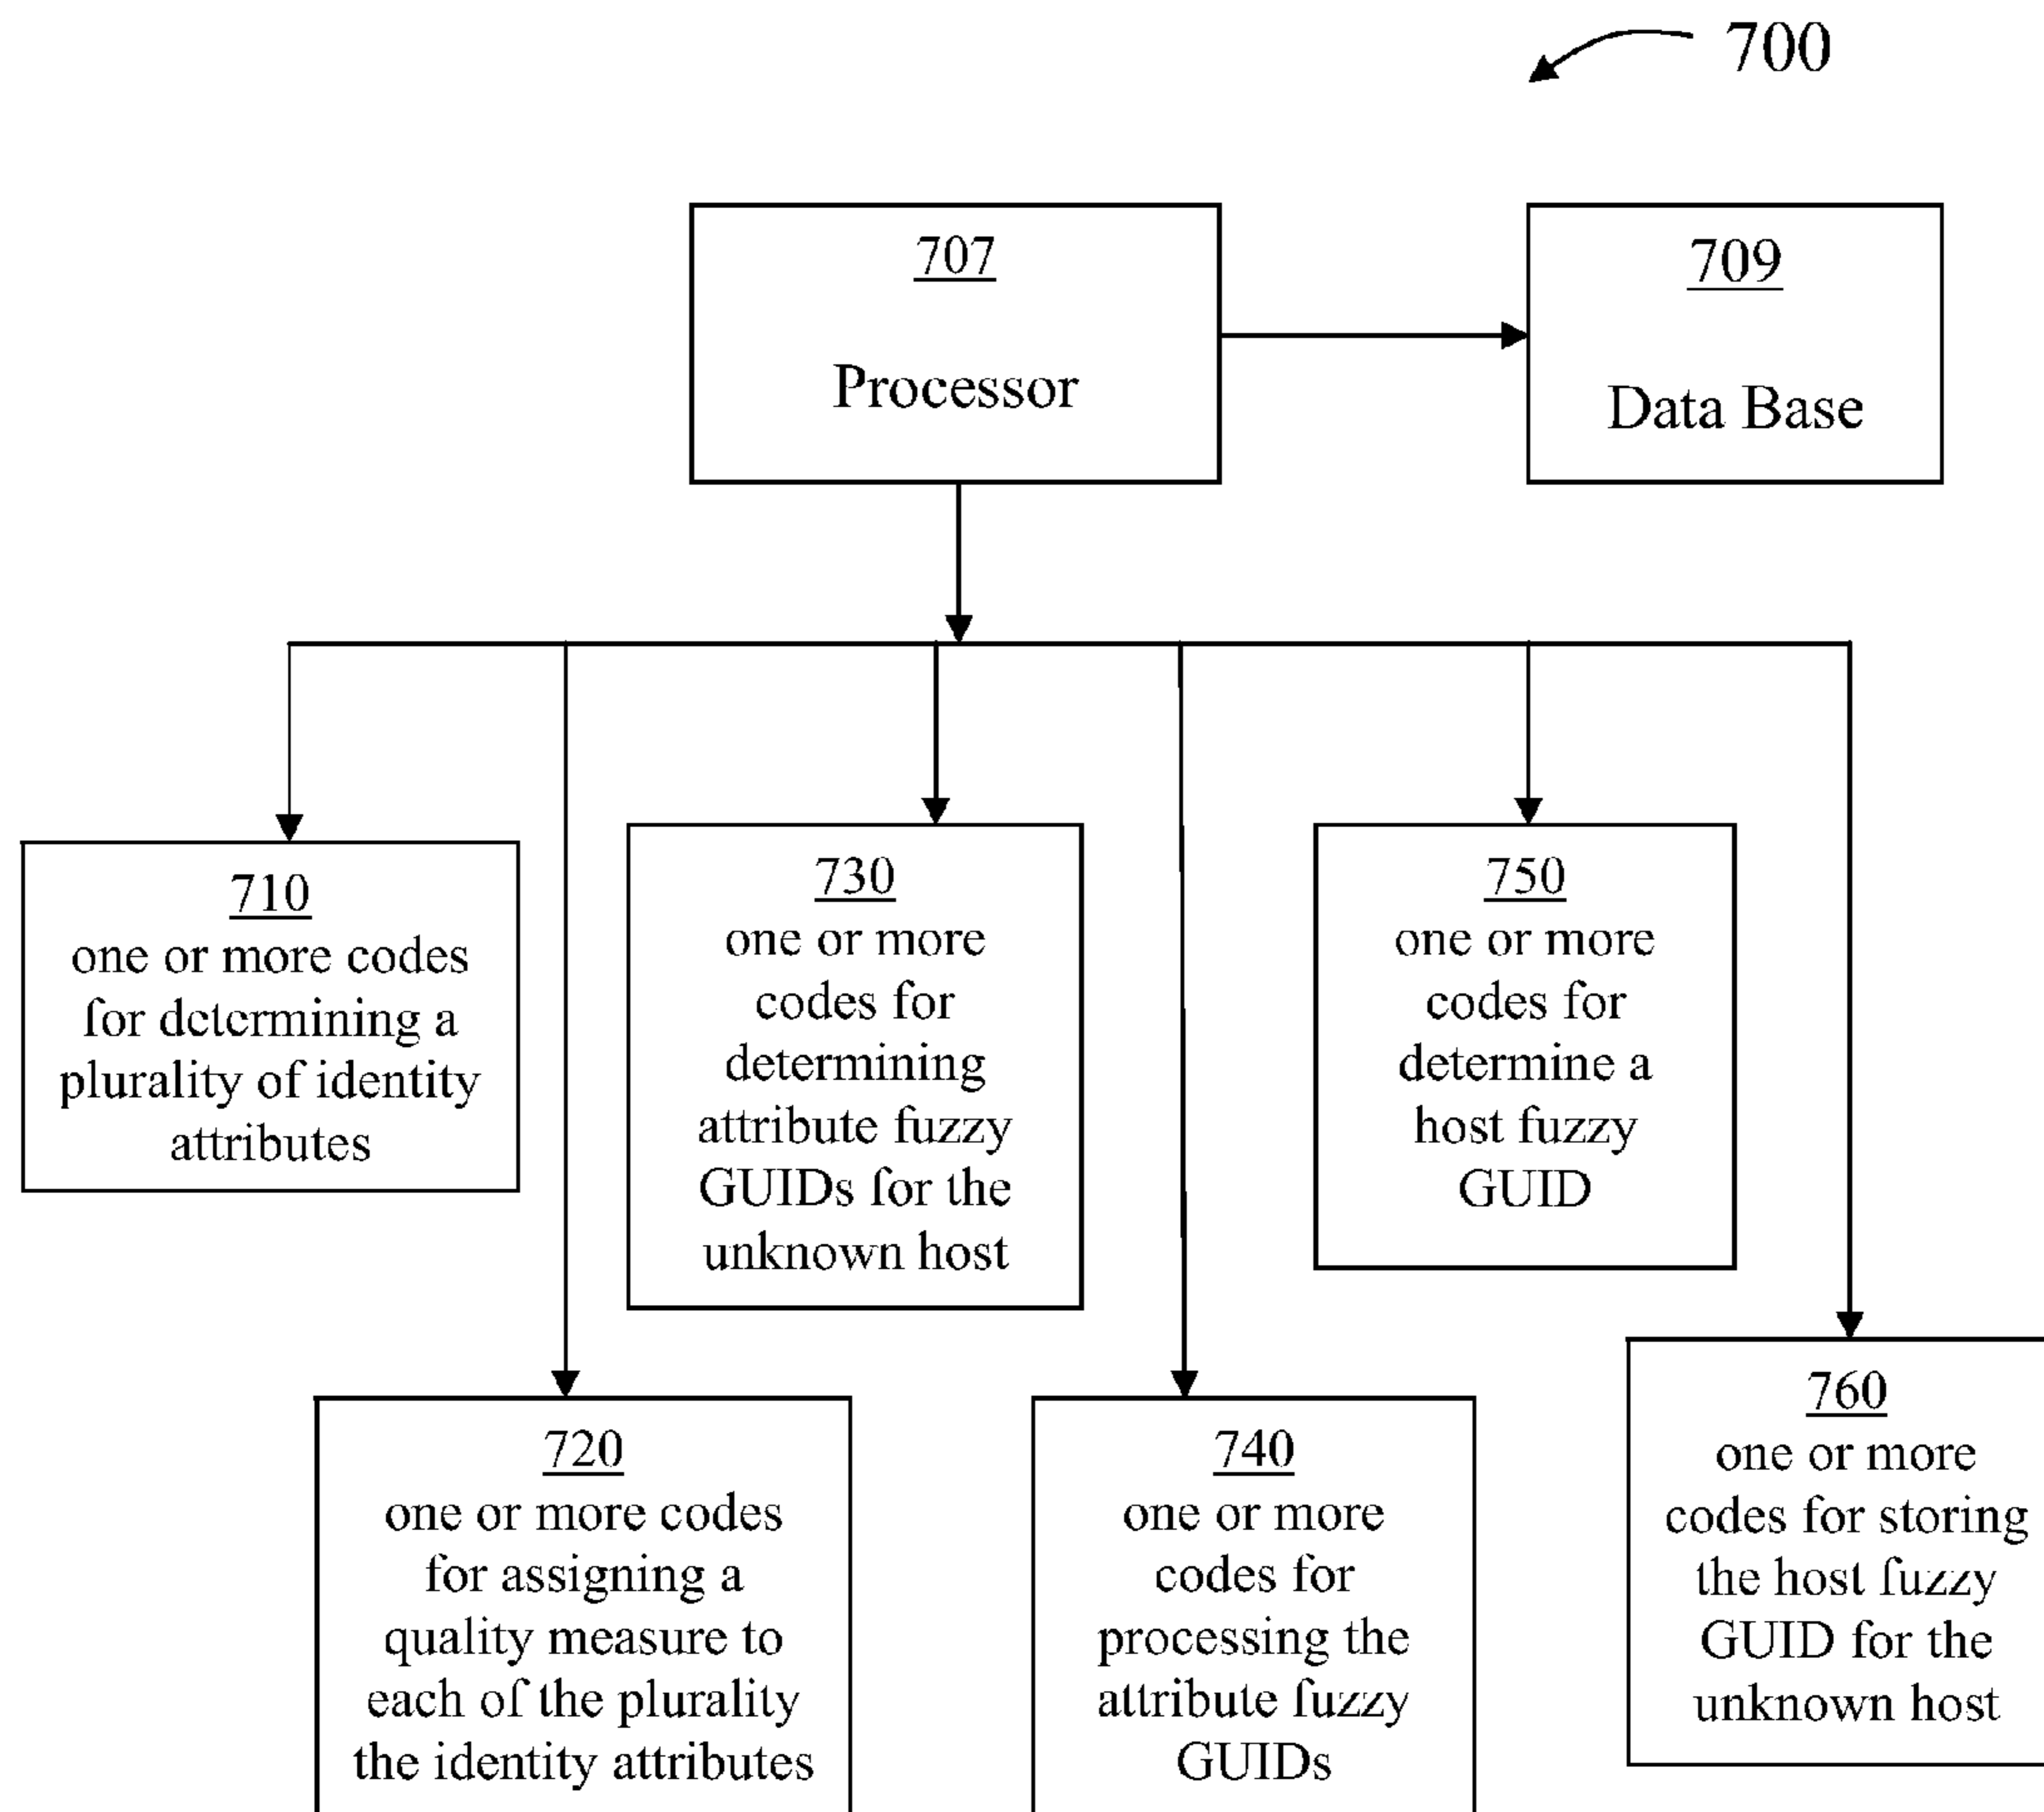 700
707
Processor
709
Data Base
710
one or more codes
for determining a
plurality of identity
attributes
730
one or more
codes for
determining
attribute fuzzy
GUIDs for the
unknown host
750
one or more
codes for
determine a
host fuzzy
GUID
720
one or more codes
for assigning a
quality measure to
each of the plurality
the identity attributes
740
one or more
codes for
processing the
attribute fuzzy
GUIDs
760
one or more
codes for storing
the host fuzzy
GUID for the
unknown host